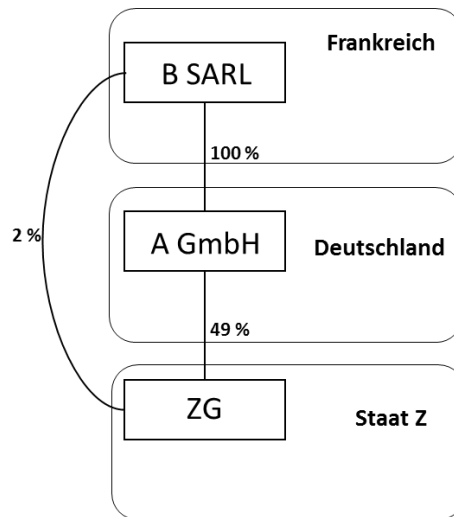 Frankreich
B SARL
100 %
2 %
A GmbH
Deutschland
49 %
ZG
Staat Z